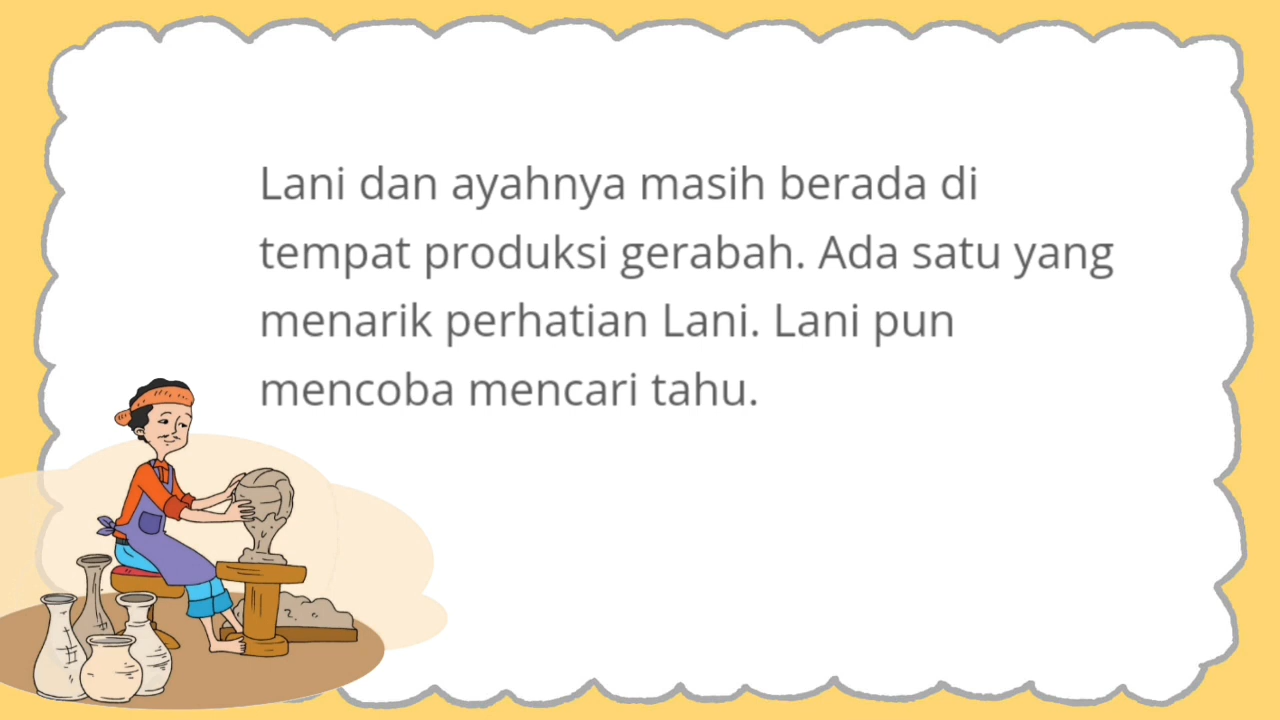 Lani dan ayahnya masih berada di
tempat produksi gerabah. Ada satu yang
menarik perhatian Lani. Lani pun
mencoba mencari tahu.